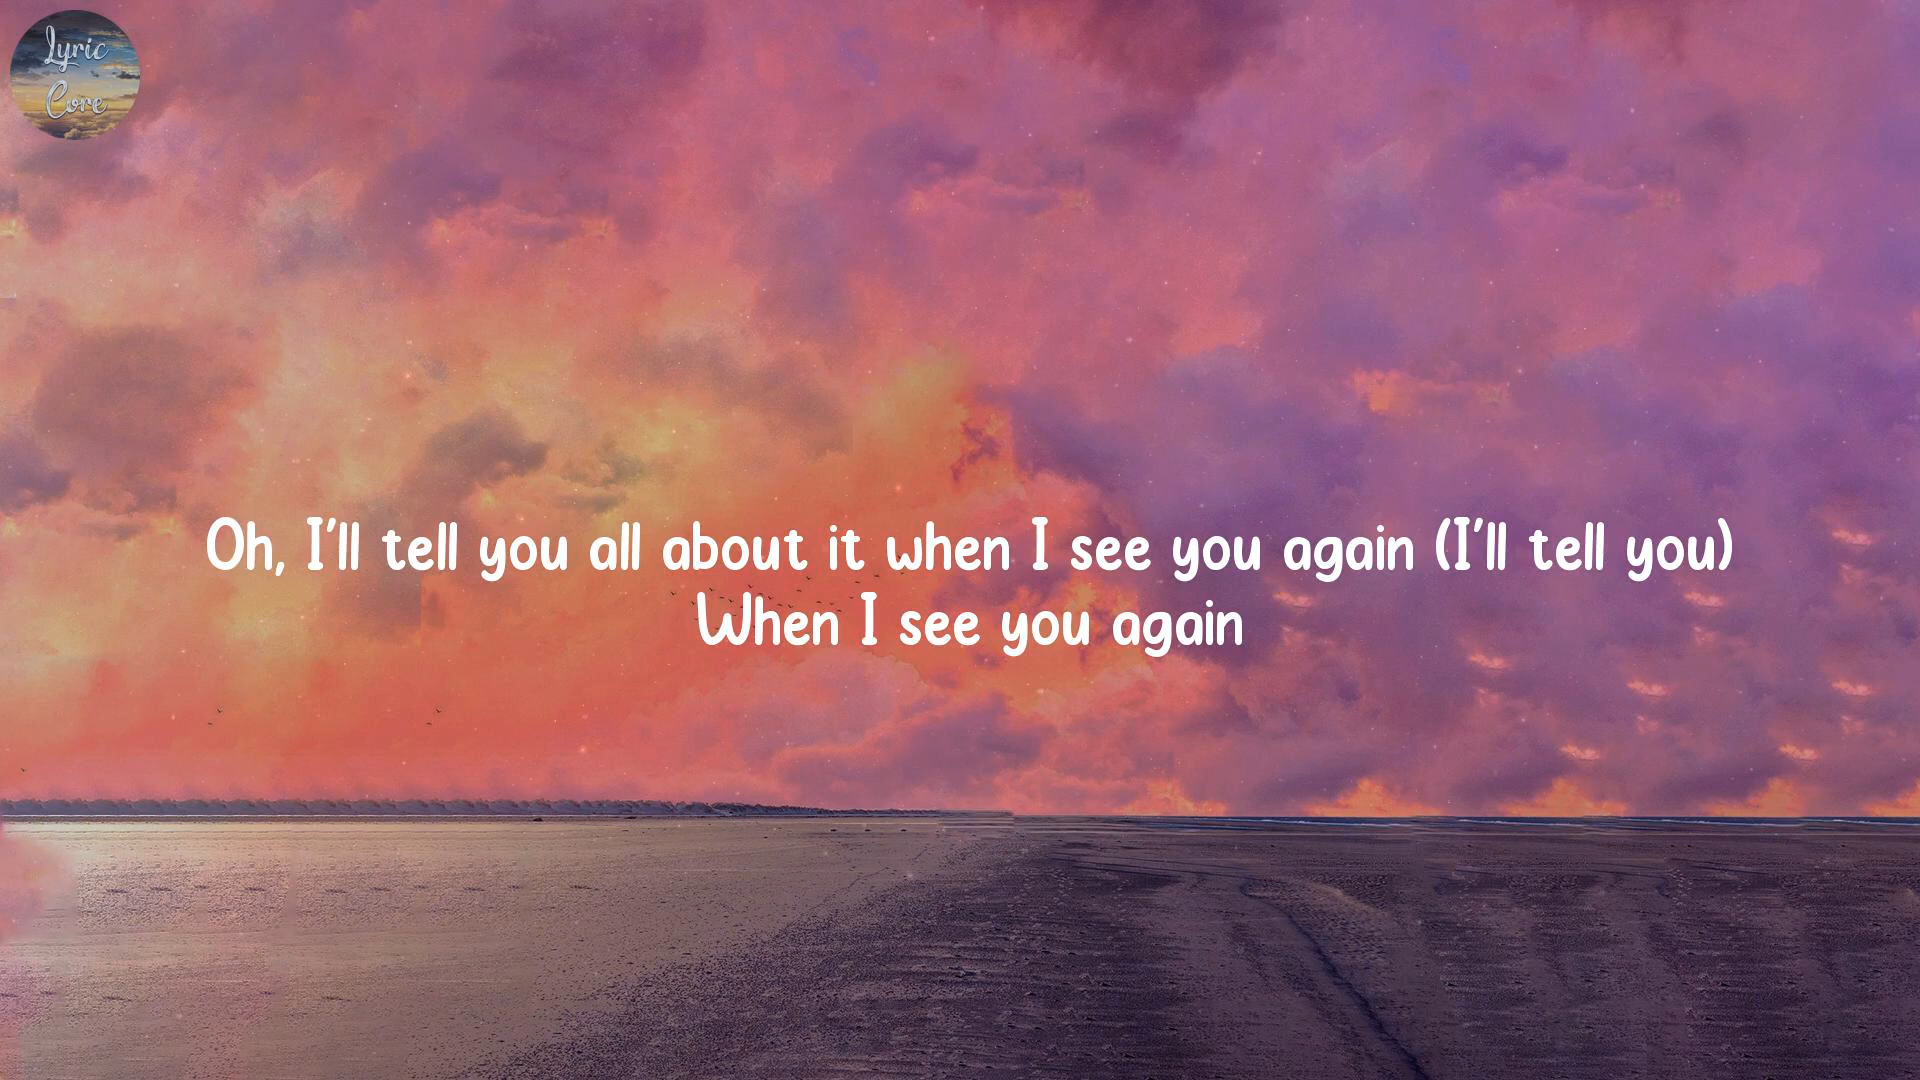 Lyric
Core
Oh, I'll tell you all about it when I see you again (I'll tell you)
When I see you again